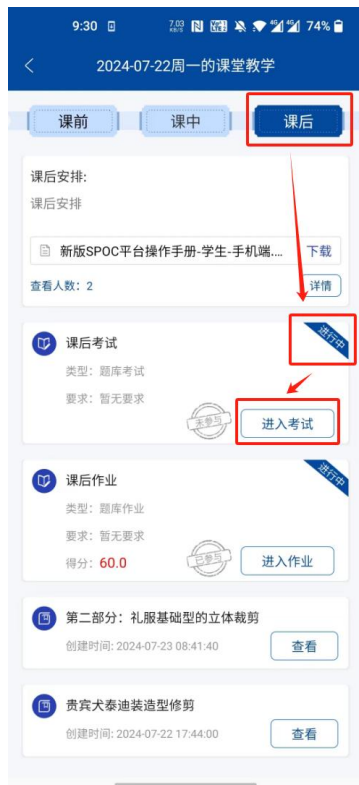 9:30
7.03 KB/S
74%
2024-07-22周一的课堂教学
课前
课中
课后
课后安排:
课后安排
新版SPOC平台操作手册-学生-手机端....
下载
查看人数: 2
详情
课后考试
进行中
类型: 题库考试
要求: 暂无要求
未参与
进入考试
课后作业
进行中
类型: 题库作业
要求: 暂无要求
得分: 60.0
已参与
进入作业
第二部分：礼服基础型的立体裁剪
创建时间: 2024-07-23 08:41:40
查看
贵宾犬泰迪装造型修剪
创建时间: 2024-07-22 17:44:00
查看